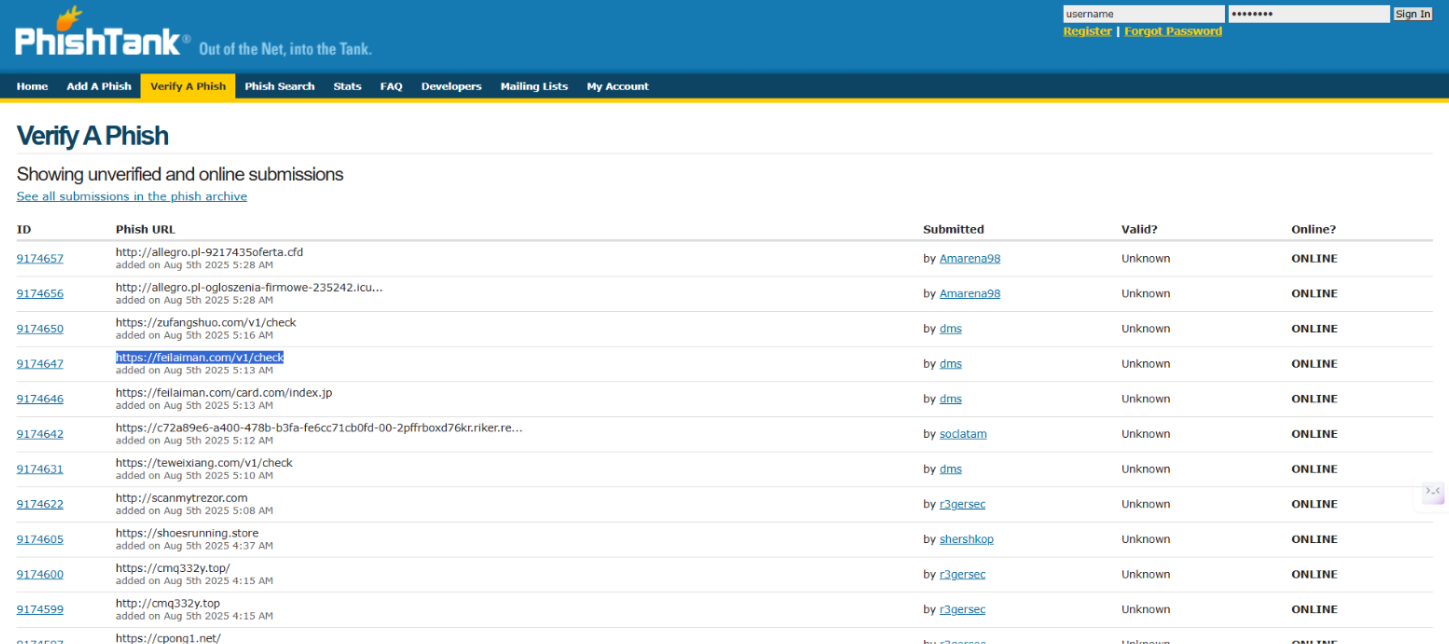 PhishTank® Out of the Net, into the Tank.
username •••••••• Sign In
Register | Forgot Password
Home Add A Phish Verify A Phish Phish Search Stats FAQ Developers Mailing Lists My Account
Verify A Phish
Showing unverified and online submissions
See all submissions in the phish archive
ID Phish URL Submitted Valid? Online?
9174657 http://allegro.pl-9217435oferta.cfd by Amarena98 Unknown ONLINE
added on Aug 5th 2025 5:28 AM
9174656 http://allegro.pl-ogloszenia-firmowe-235242.icu... by Amarena98 Unknown ONLINE
added on Aug 5th 2025 5:28 AM
9174650 https://zufangshuo.com/v1/check by dms Unknown ONLINE
added on Aug 5th 2025 5:16 AM
9174647 https://feilaiman.com/v1/check by dms Unknown ONLINE
added on Aug 5th 2025 5:13 AM
9174646 https://feilaiman.com/card.com/index.jp by dms Unknown ONLINE
added on Aug 5th 2025 5:13 AM
9174642 https://c72a89e6-a400-478b-b3fa-fe6cc71cb0fd-00-2pffrboxd76kr.riker.re... by soclatam Unknown ONLINE
added on Aug 5th 2025 5:12 AM
9174631 https://teweixiang.com/v1/check by dms Unknown ONLINE
added on Aug 5th 2025 5:10 AM
9174622 http://scanmytrezor.com by r3gersec Unknown ONLINE
added on Aug 5th 2025 5:08 AM
9174605 https://shoesrunning.store by shershkop Unknown ONLINE
added on Aug 5th 2025 4:37 AM
9174600 https://cmq332y.top/ by r3gersec Unknown ONLINE
added on Aug 5th 2025 4:15 AM
9174599 http://cmq332y.top by r3gersec Unknown ONLINE
added on Aug 5th 2025 4:15 AM
https://cpong1.net/ by r3gersec Unknown ONLINE